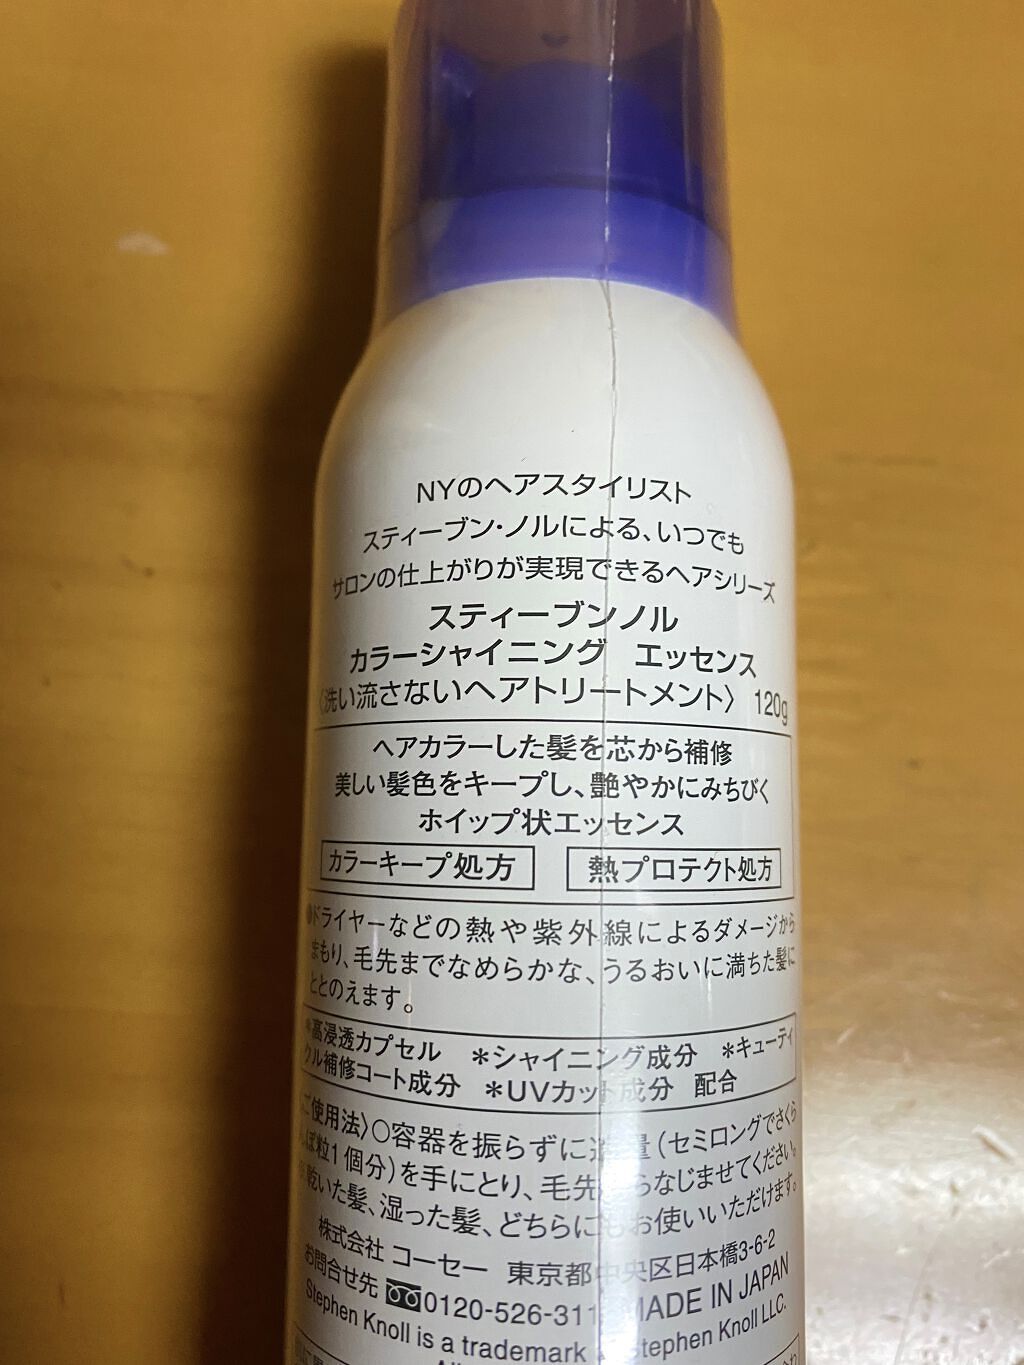 NYのヘアスタイリスト
スティーブン・ノルによる、いつでも
サロンの仕上がりが実現できるヘアシリーズ
スティーブンノル
カラーシャイニング エッセンス
〈洗い流さないヘアトリートメント〉 120g
ヘアカラーした髪を芯から補修
美しい髪色をキープし、艶やかにみちびく
ホイップ状エッセンス
カラーキープ処方 熱プロテクト処方
●ドライヤーなどの熱や紫外線によるダメージから
まもり、毛先までなめらかな、うるおいに満ちた髪に
ととのえます。
*高浸透カプセル *シャイニング成分 *キューティ
クル補修コート成分 *UVカット成分 配合
ご使用法〉○容器を振らずに適量(セミロングでさくら
んぼ粒1個分)を手にとり、毛先からなじませてください。
※乾いた髪、湿った髪、どちらにもお使いいただけます。
株式会社 コーセー 東京都中央区日本橋3-6-2
お問合せ先 0120-526-311 MADE IN JAPAN
Stephen Knoll is a trademark Stephen Knoll LLC.